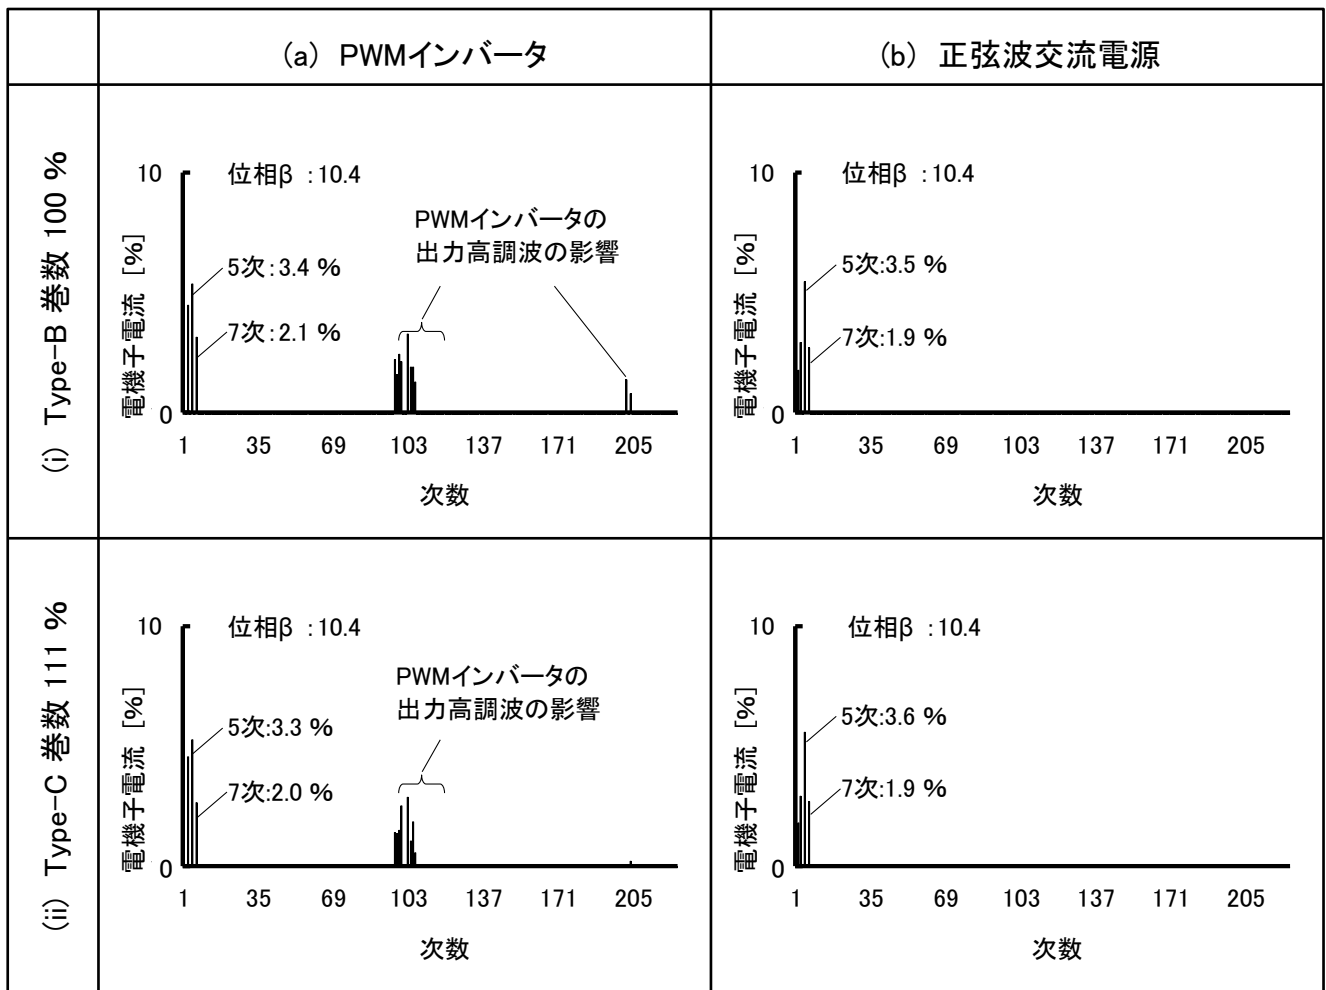 (a) PWMインバータ
(b) 正弦波交流電源
(i) Type-B 巻数 100 %
10
位相β :10.4
PWMインバータの
出力高調波の影響
5次:3.4 %
7次:2.1 %
電機子電流 [%]
0
1 35 69 103 137 171 205
次数
10
位相β :10.4
5次:3.5 %
7次:1.9 %
電機子電流 [%]
0
1 35 69 103 137 171 205
次数
(ii) Type-C 巻数 111 %
10
位相β :10.4
PWMインバータの
出力高調波の影響
5次:3.3 %
7次:2.0 %
電機子電流 [%]
0
1 35 69 103 137 171 205
次数
10
位相β :10.4
5次:3.6 %
7次:1.9 %
電機子電流 [%]
0
1 35 69 103 137 171 205
次数